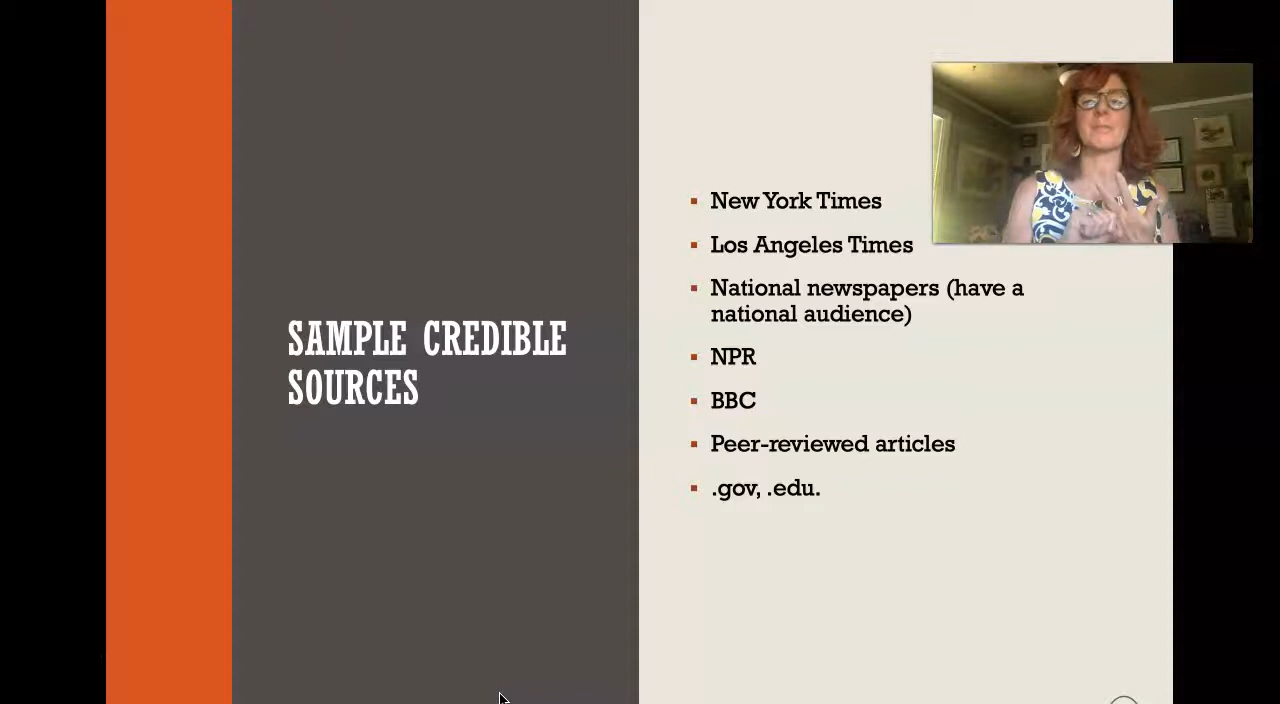 SAMPLE CREDIBLE
SOURCES
New York Times
Los Angeles Times
National newspapers (have a
national audience)
NPR
BBC
Peer-reviewed articles
.gov, .edu.